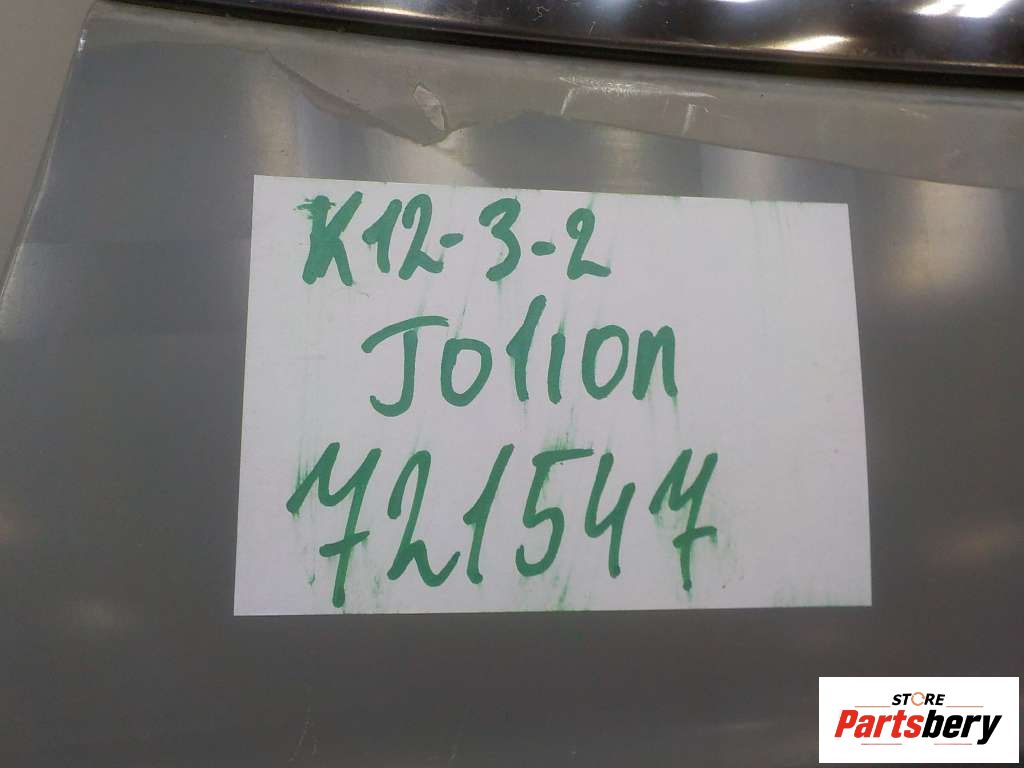 K12-3-2
Jolion
721547
STORE
Partsbery